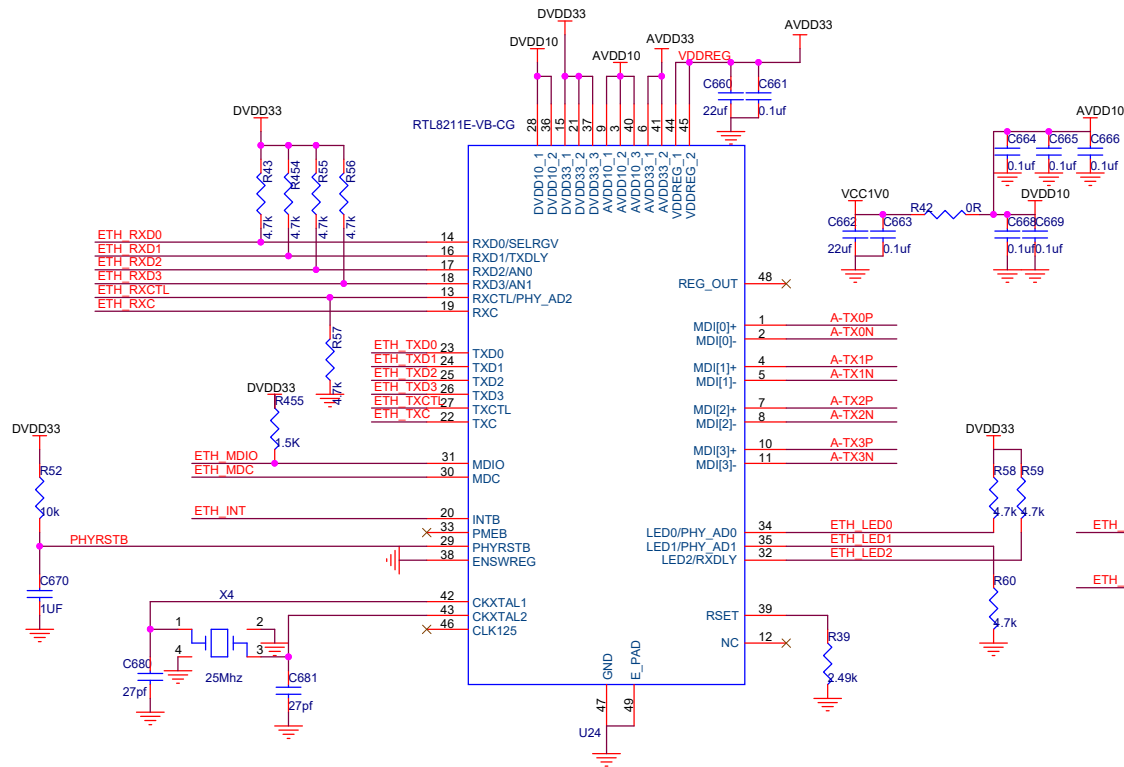 DVDD33
DVDD10
AVDD33
AVDD10
VDDREG
AVDD33
C660
22uf
C661
0.1uf
RTL8211E-VB-CG
28
36
15
21
37
9
3
40
6
41
44
45
DVDD10_1
DVDD10_2
DVDD33_1
DVDD33_2
DVDD33_3
AVDD10_1
AVDD10_2
AVDD10_3
AVDD33_1
AVDD33_2
VDDREG_1
VDDREG_2
AVDD10
C664
0.1uf
C665
0.1uf
C666
0.1uf
VCC1V0
R42
0R
DVDD10
C662
22uf
C663
0.1uf
C668
0.1uf
C669
0.1uf
DVDD33
R43
4.7k
R454
4.7k
R55
4.7k
R56
4.7k
ETH_RXD0 14 RXD0/SELRGV
ETH_RXD1 16 RXD1/TXDLY
ETH_RXD2 17 RXD2/AN0
ETH_RXD3 18 RXD3/AN1
ETH_RXCTL 13 RXCTL/PHY_AD2
ETH_RXC 19 RXC
R57
4.7k
ETH_TXD0 23 TXD0
ETH_TXD1 24 TXD1
ETH_TXD2 25 TXD2
ETH_TXD3 26 TXD3
ETH_TXCTL 27 TXCTL
ETH_TXC 22 TXC
DVDD33
R455
1.5K
ETH_MDIO 31 MDIO
ETH_MDC 30 MDC
DVDD33
R52
10k
ETH_INT 20 INTB
33 PMEB
PHYRSTB 29 PHYRSTB
38 ENSWREG
C670
1UF
42 CKXTAL1
43 CKXTAL2
46 CLK125
X4
1
2
4
3
25Mhz
C680
27pf
C681
27pf
REG_OUT 48
MDI[0]+ 1 A-TX0P
MDI[0]- 2 A-TX0N
MDI[1]+ 4 A-TX1P
MDI[1]- 5 A-TX1N
MDI[2]+ 7 A-TX2P
MDI[2]- 8 A-TX2N
MDI[3]+ 10 A-TX3P
MDI[3]- 11 A-TX3N
DVDD33
R58
4.7k
R59
4.7k
LED0/PHY_AD0 34 ETH_LED0
LED1/PHY_AD1 35 ETH_LED1
LED2/RXDLY 32 ETH_LED2
ETH_
ETH_
R60
4.7k
RSET 39
R39
2.49k
NC 12
GND
E_PAD
47
49
U24